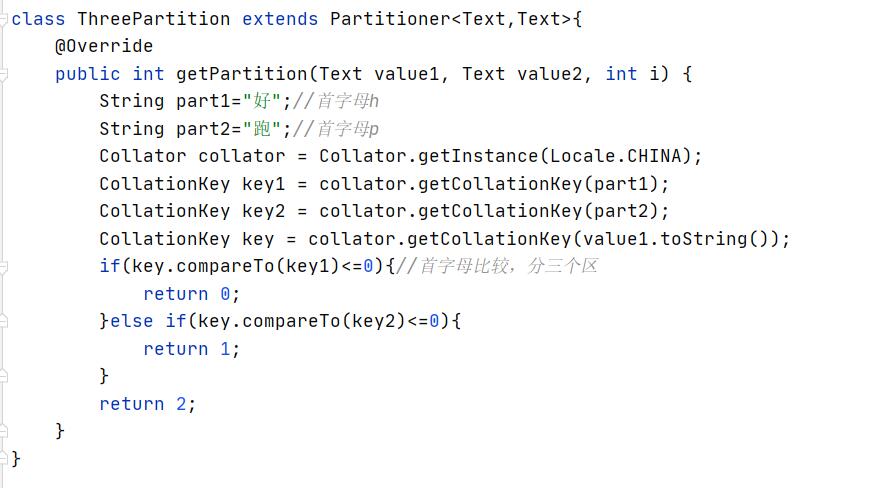 class ThreePartition extends Partitioner<Text,Text>{
    @Override
    public int getPartition(Text value1, Text value2, int i) {
        String part1="好";//首字母h
        String part2="跑";//首字母p
        Collator collator = Collator.getInstance(Locale.CHINA);
        CollationKey key1 = collator.getCollationKey(part1);
        CollationKey key2 = collator.getCollationKey(part2);
        CollationKey key = collator.getCollationKey(value1.toString());
        if(key.compareTo(key1)<=0){//首字母比较，分三个区
            return 0;
        }else if(key.compareTo(key2)<=0){
            return 1;
        }
        return 2;
    }
}